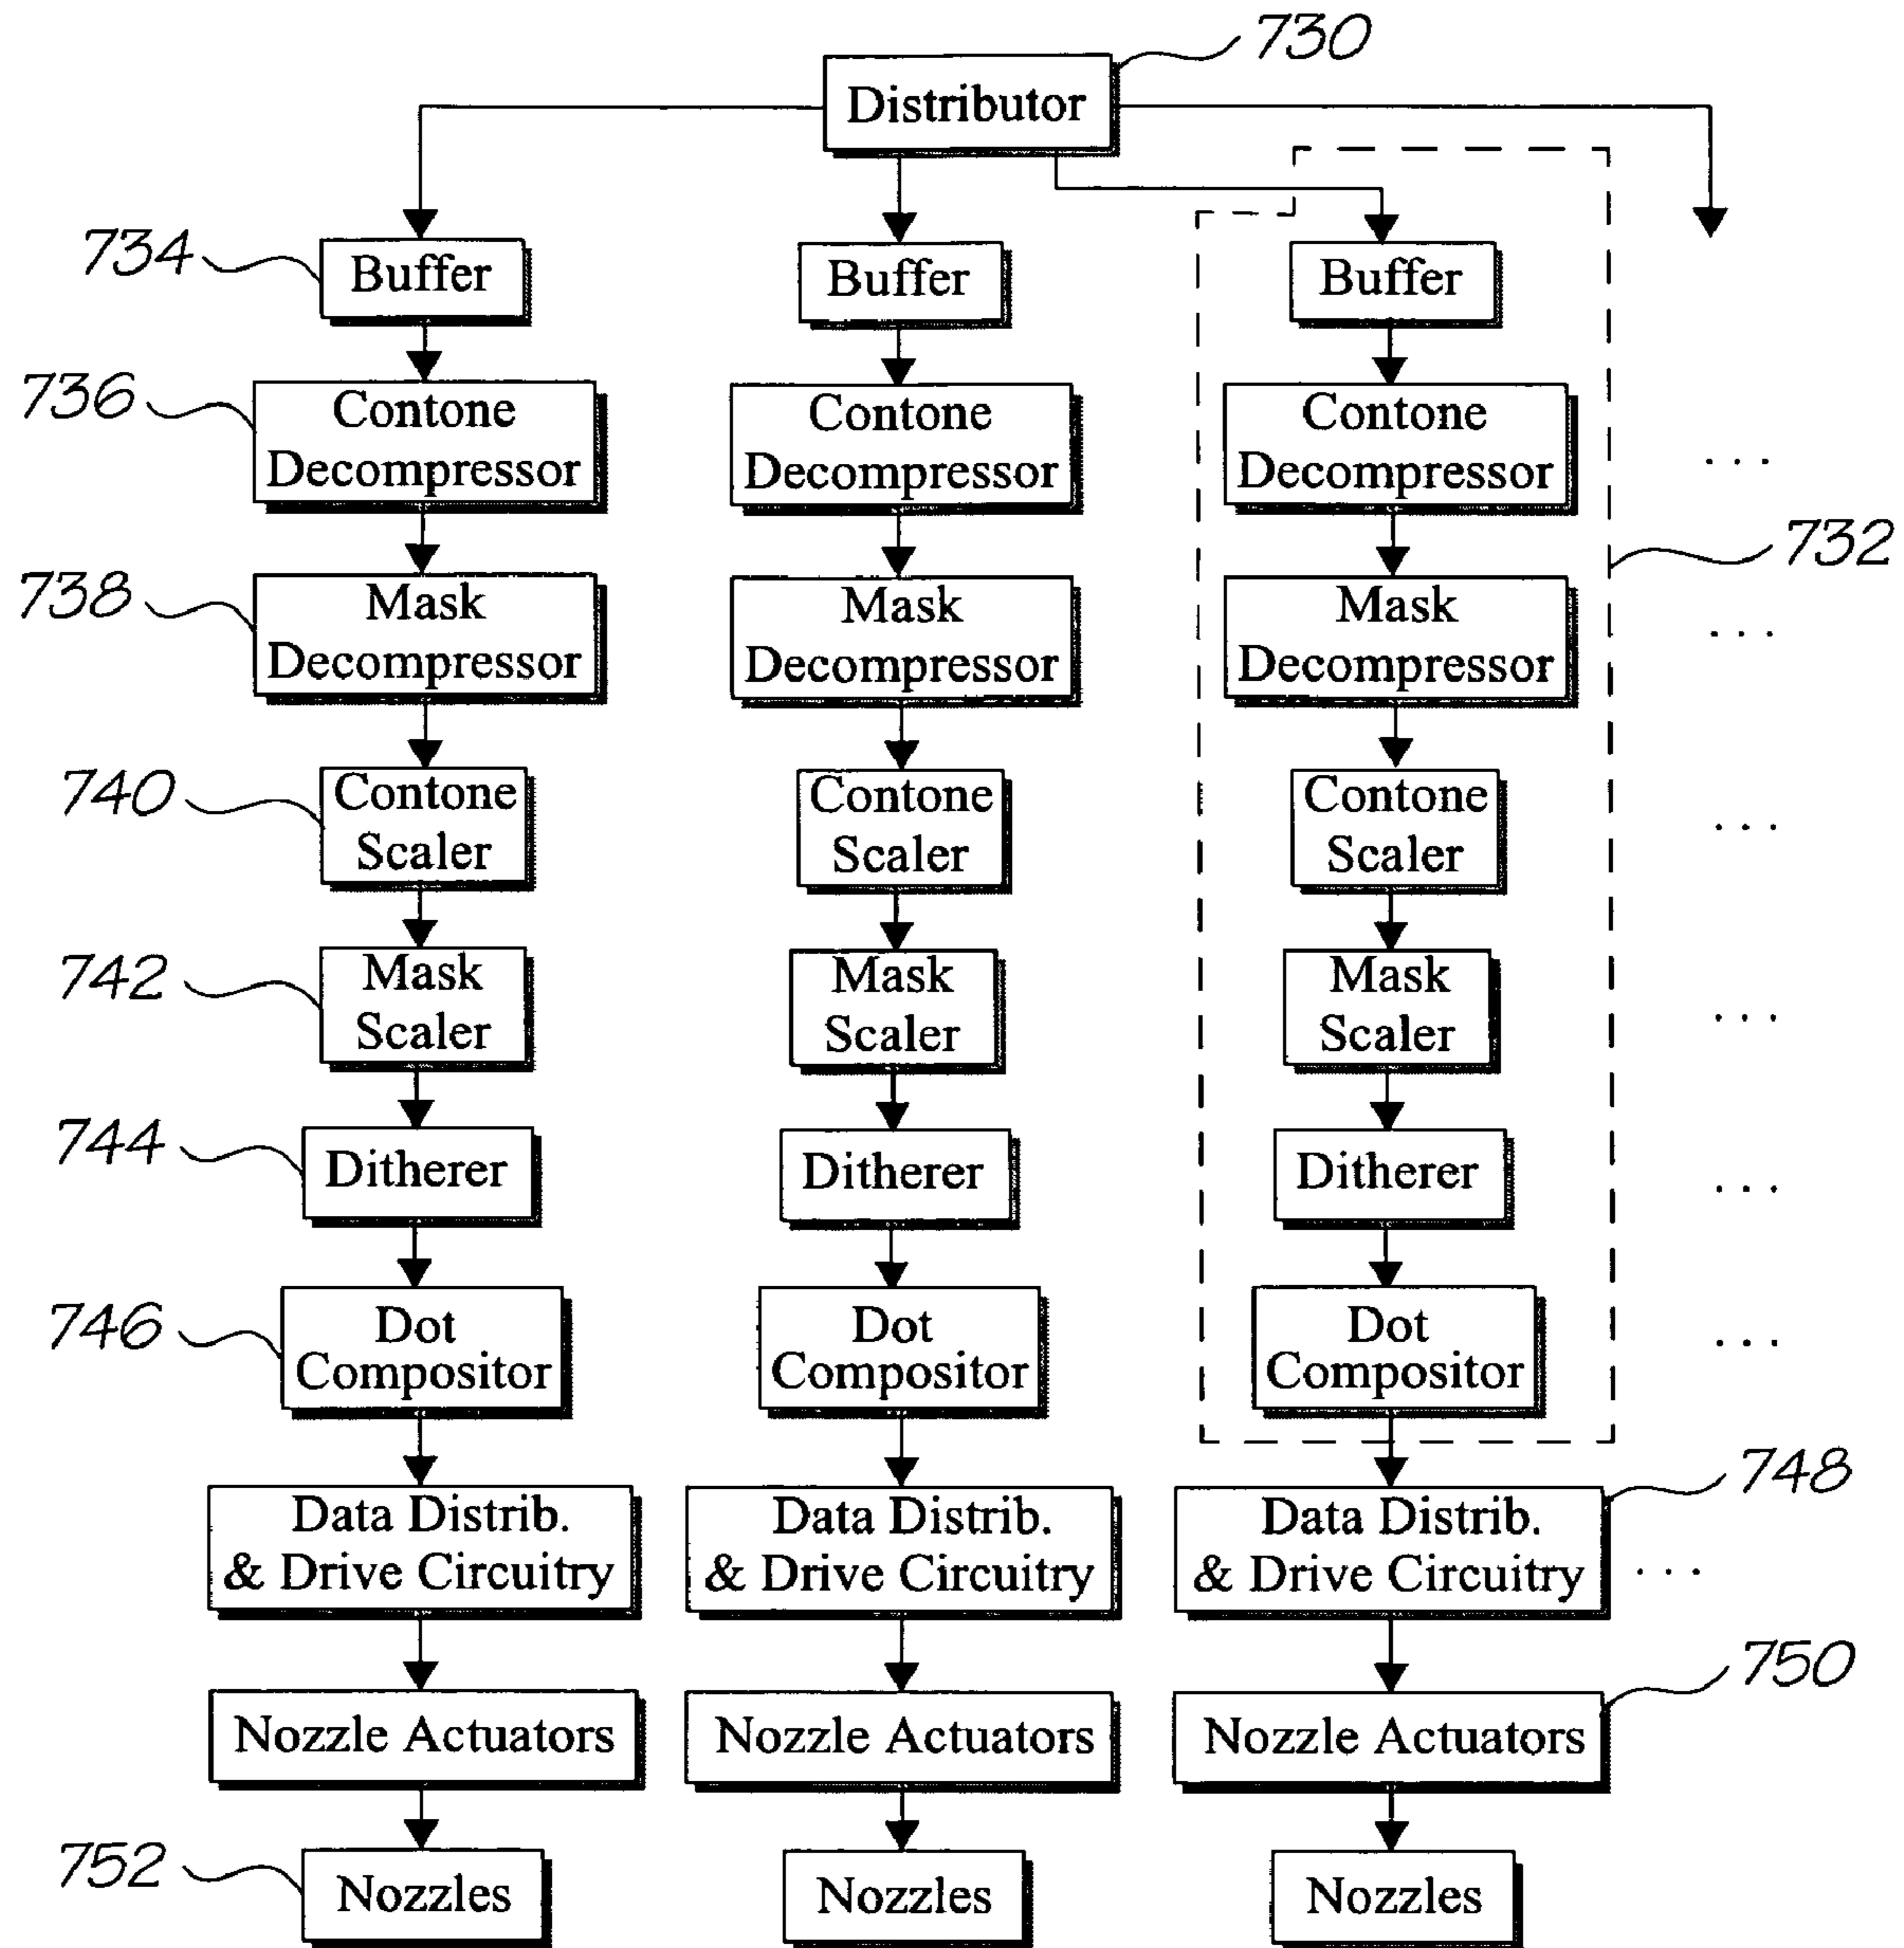 730
Distributor
734
Buffer
Buffer
Buffer
736
Contone
Decompressor
Contone
Decompressor
Contone
Decompressor
...
732
738
Mask
Decompressor
Mask
Decompressor
Mask
Decompressor
...
740
Contone
Scaler
Contone
Scaler
Contone
Scaler
...
742
Mask
Scaler
Mask
Scaler
Mask
Scaler
...
744
Ditherer
Ditherer
Ditherer
...
746
Dot
Compositor
Dot
Compositor
Dot
Compositor
...
748
Data Distrib.
& Drive Circuitry
Data Distrib.
& Drive Circuitry
Data Distrib.
& Drive Circuitry
...
750
Nozzle Actuators
Nozzle Actuators
Nozzle Actuators
752
Nozzles
Nozzles
Nozzles